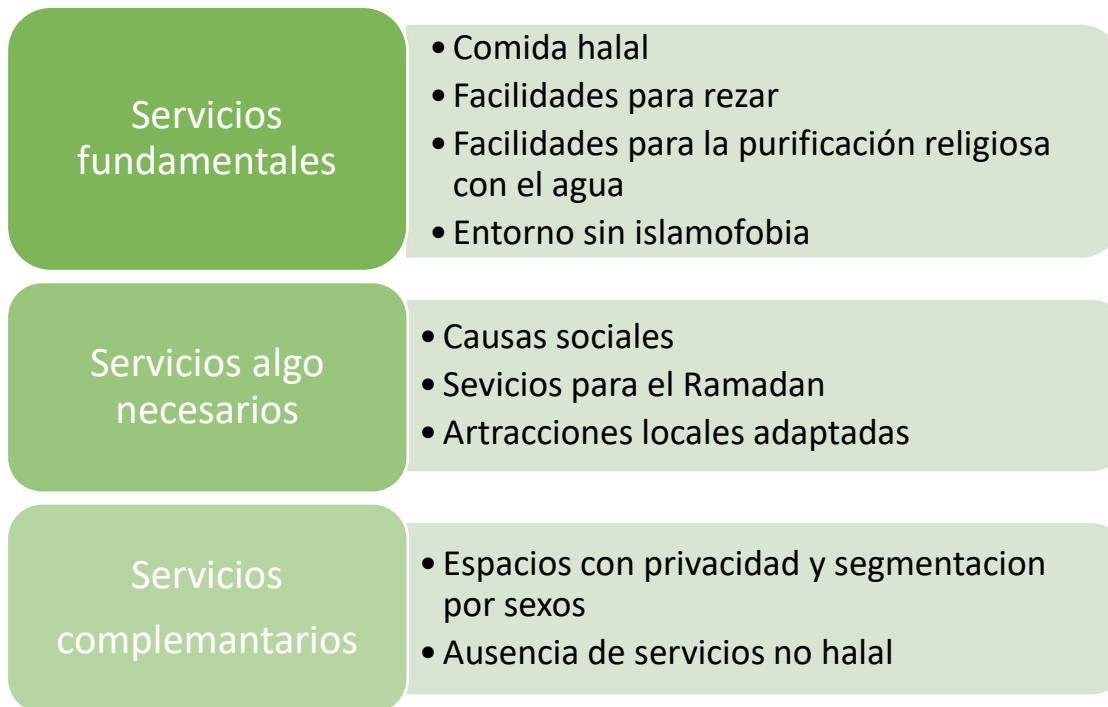 Servicios
fundamentales
• Comida halal
• Facilidades para rezar
• Facilidades para la purificación religiosa
con el agua
• Entorno sin islamofobia
Servicios algo
necesarios
• Causas sociales
• Sevicios para el Ramadan
• Artracciones locales adaptadas
Servicios
complemantarios
• Espacios con privacidad y segmentacion
por sexos
• Ausencia de servicios no halal